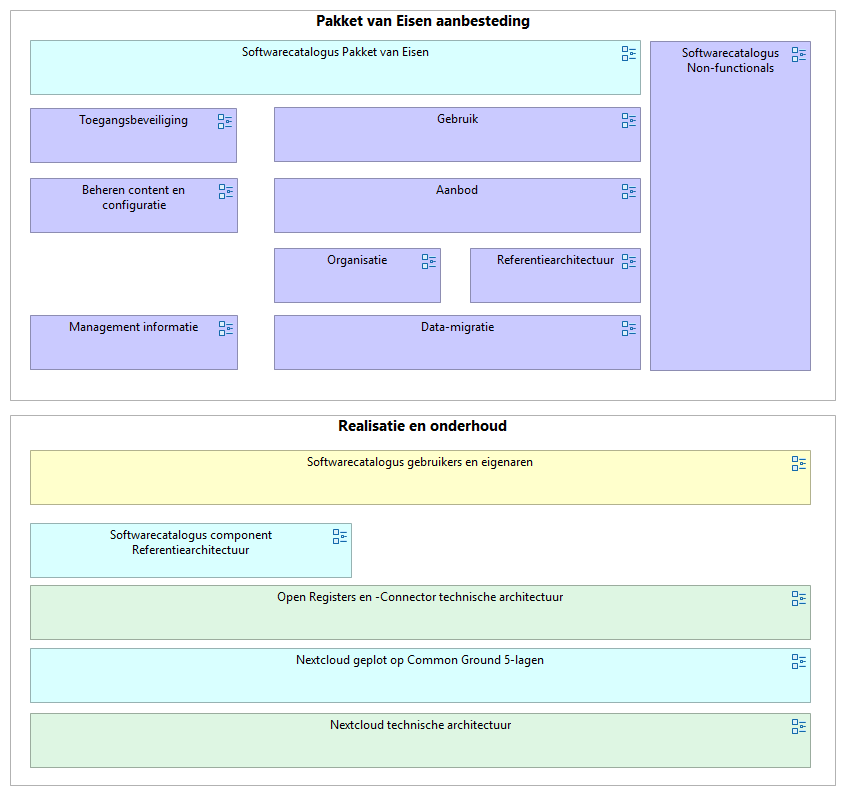 Pakket van Eisen aanbesteding
Softwarecatalogus Pakket van Eisen
Softwarecatalogus
Non-functionals
Toegangsbeveiliging
Gebruik
Beheren content en
configuratie
Aanbod
Organisatie
Referentiearchitectuur
Management informatie
Data-migratie
Realisatie en onderhoud
Softwarecatalogus gebruikers en eigenaren
Softwarecatalogus component
Referentiearchitectuur
Open Registers en -Connector technische architectuur
Nextcloud geplot op Common Ground 5-lagen
Nextcloud technische architectuur